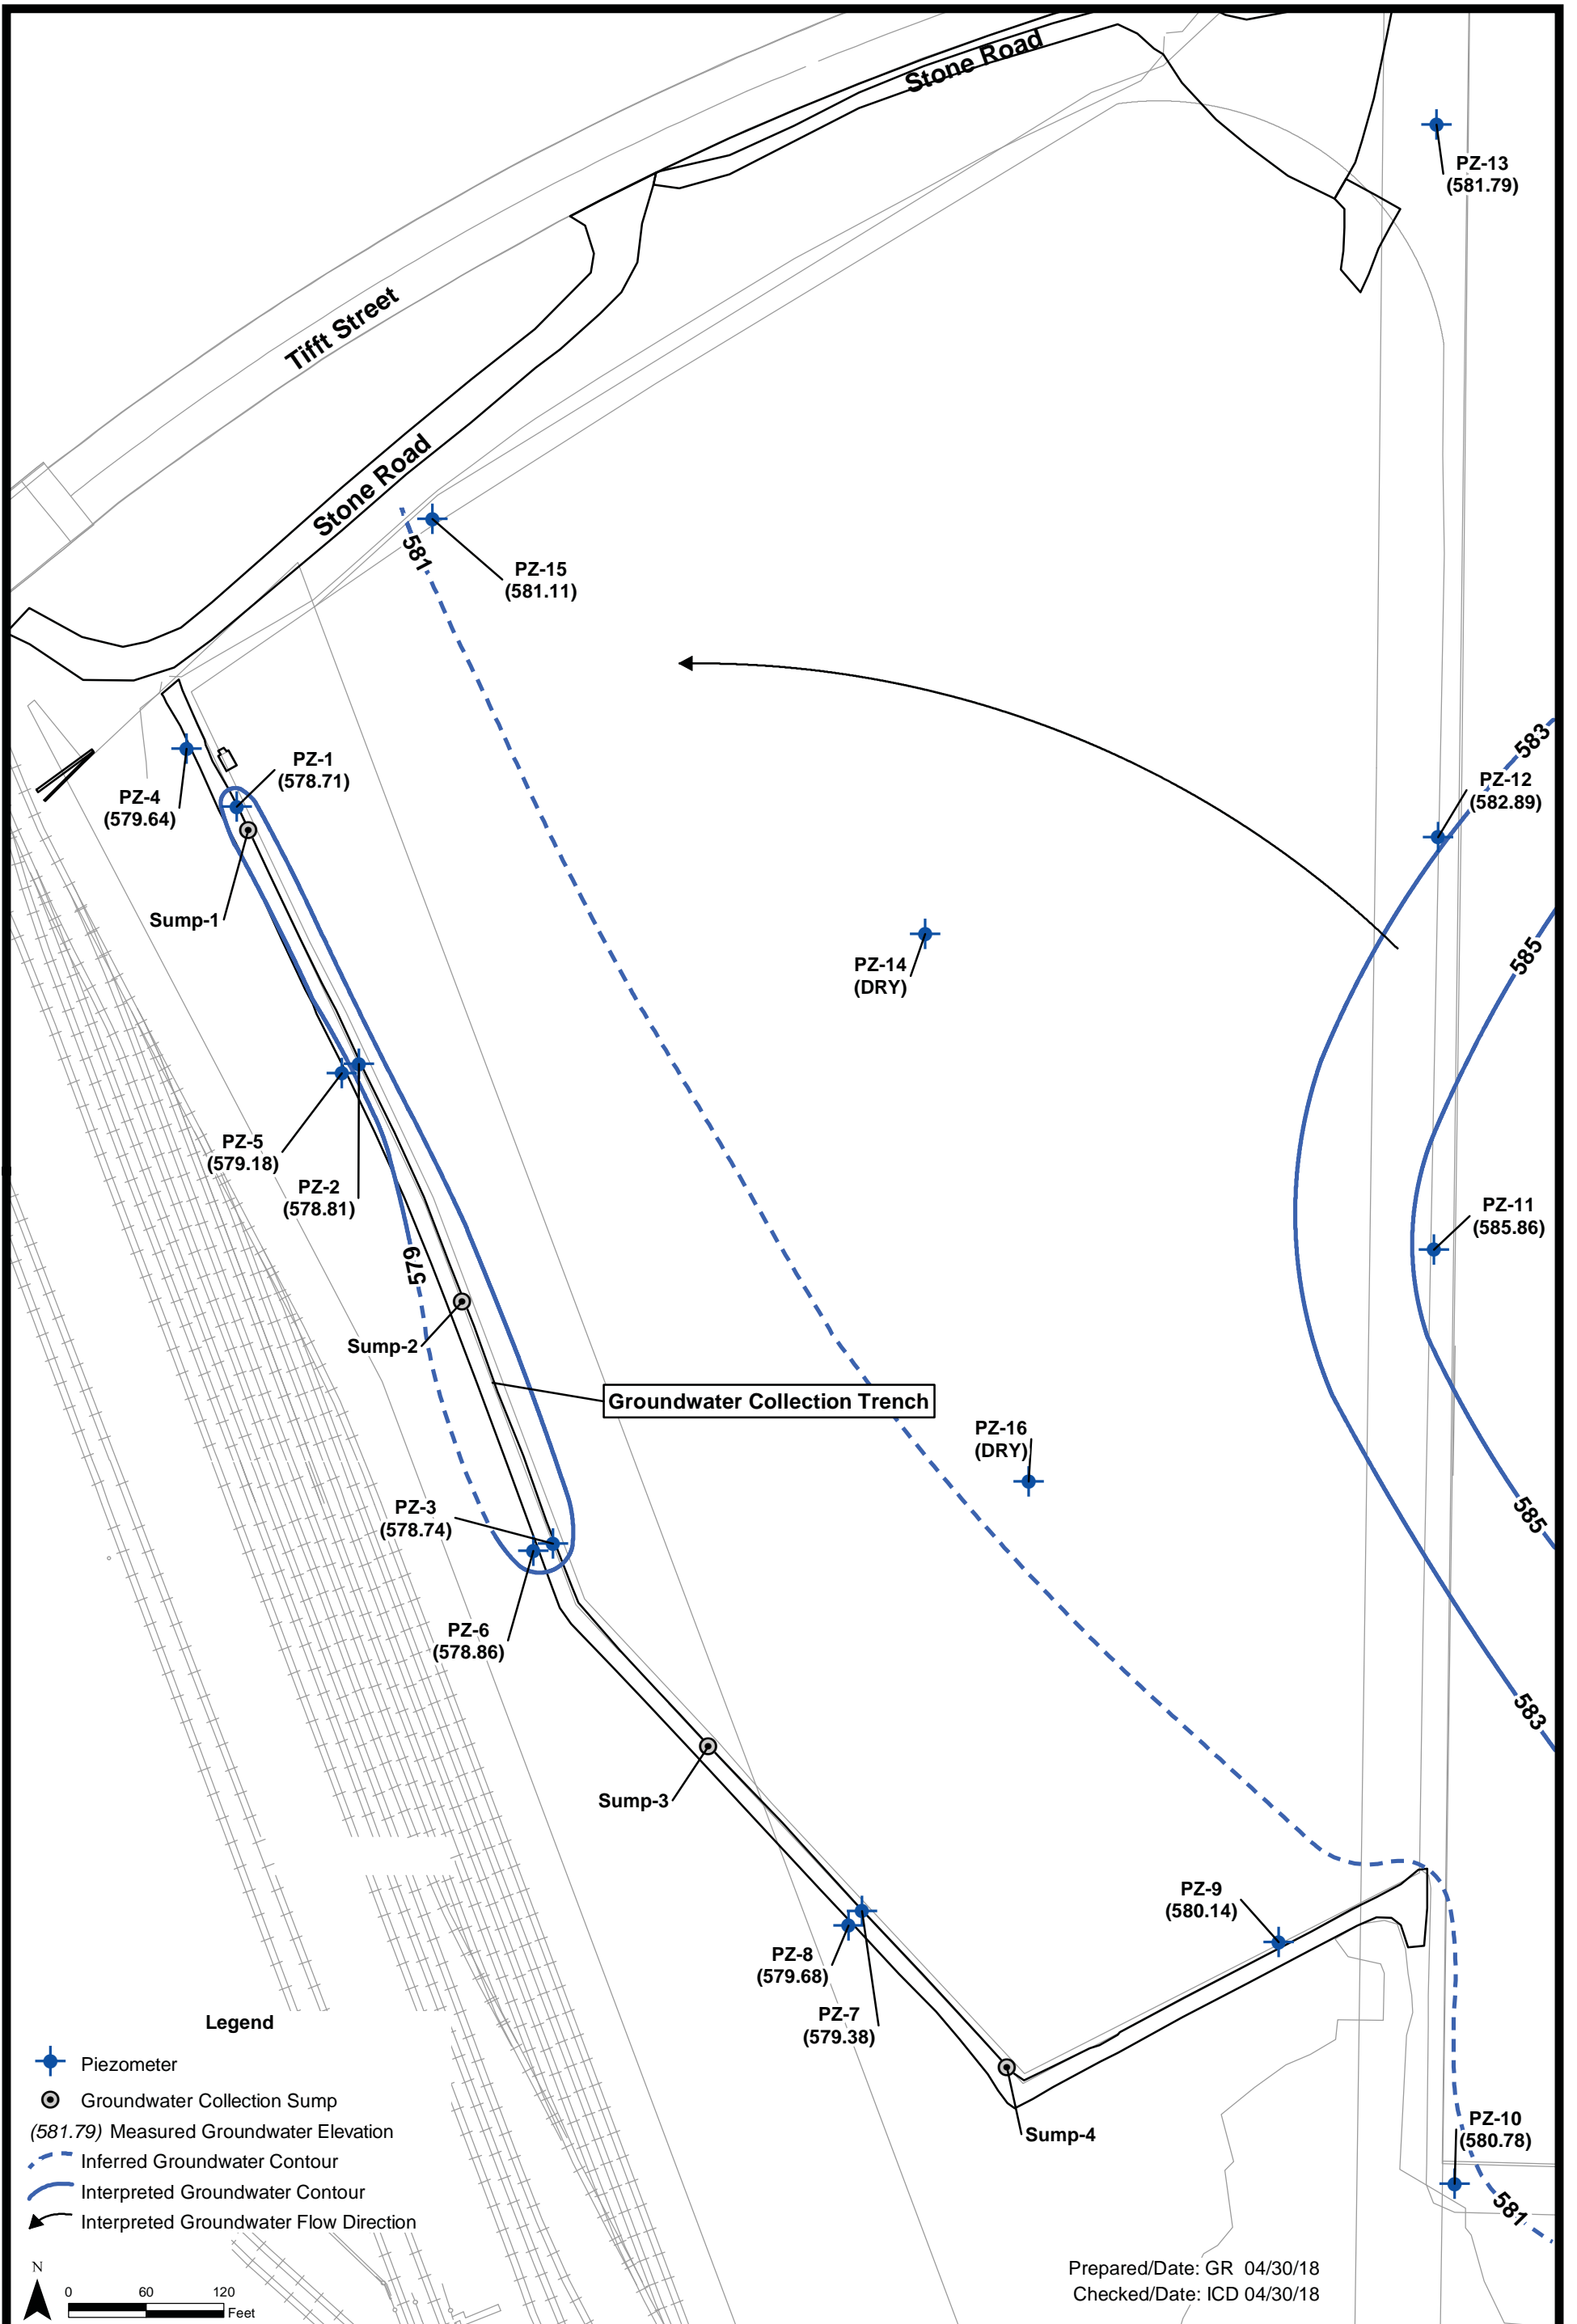 Stone Road
PZ-13
(581.79)
Tifft Street
Stone Road
581
PZ-15
(581.11)
583
PZ-1
(578.71)
PZ-12
(582.89)
PZ-4
(579.64)
Sump-1
585
PZ-14
(DRY)
PZ-5
(579.18)
PZ-2
(578.81)
PZ-11
(585.86)
579
Sump-2
Groundwater Collection Trench
PZ-16
(DRY)
PZ-3
(578.74)
585
PZ-6
(578.86)
583
Sump-3
PZ-9
(580.14)
PZ-8
(579.68)
PZ-7
(579.38)
Sump-4
PZ-10
(580.78)
581
Legend
Piezometer
Groundwater Collection Sump
(581.79) Measured Groundwater Elevation
Inferred Groundwater Contour
Interpreted Groundwater Contour
Interpreted Groundwater Flow Direction
N
0 60 120
Feet
Prepared/Date: GR 04/30/18
Checked/Date: ICD 04/30/18